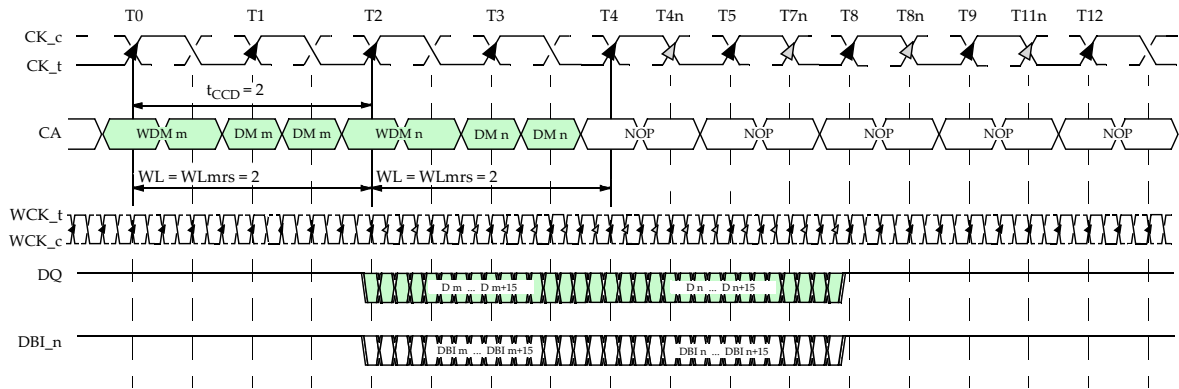 T0 T1 T2 T3 T4 T4n T5 T7n T8 T8n T9 T11n T12
CK_c
CK_t
tCCD = 2
CA WDM m DM m DM m WDM n DM n DM n NOP NOP NOP NOP NOP
WL = WLmrs = 2 WL = WLmrs = 2
WCK_t
WCK_c
DQ D m ... D m+15 D n ... D n+15
DBI_n DBI m ... DBI m+15 DBI n ... DBI n+15